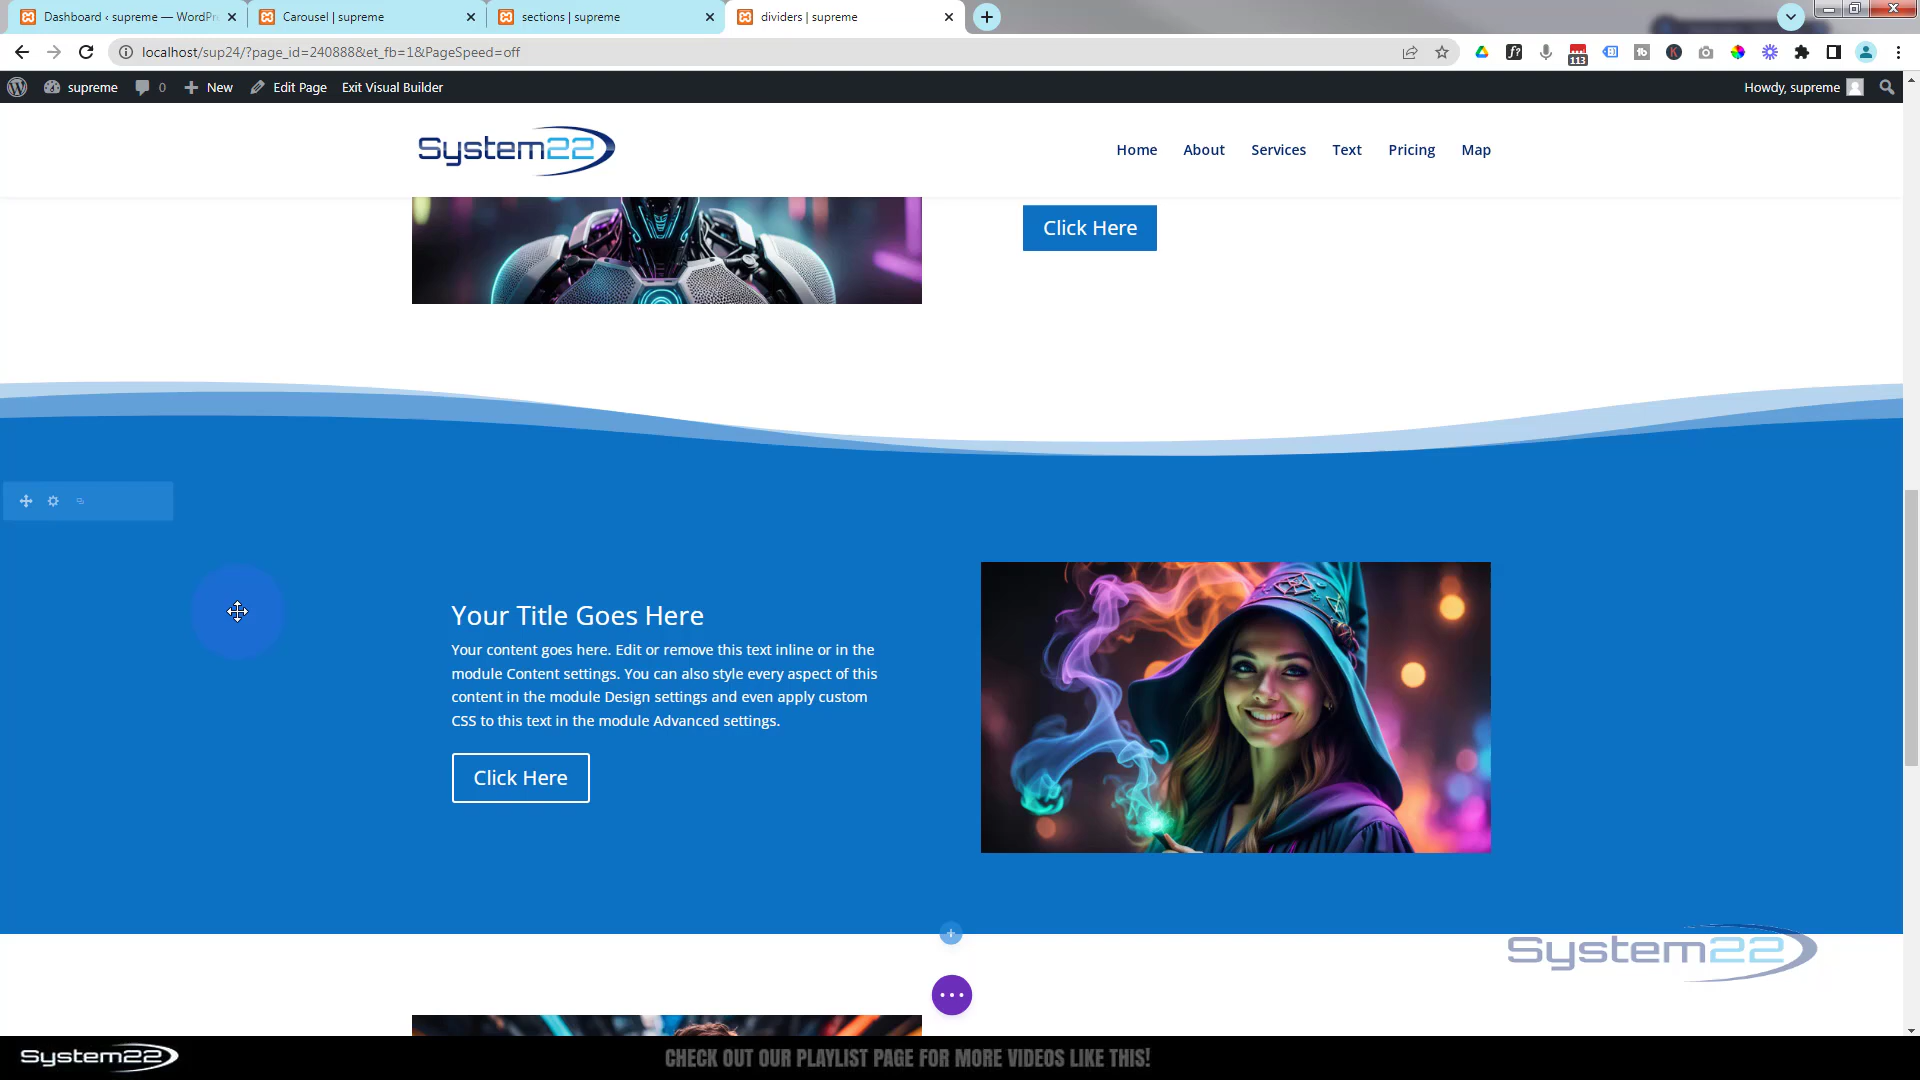 Dashboard ‹ supreme — WordPr
Carousel | supreme
sections | supreme
dividers | supreme
localhost/sup24/?page_id=240888&et_fb=1&PageSpeed=off
113
supreme
0
New
Edit Page
Exit Visual Builder
Howdy, supreme
System22
Home
About
Services
Text
Pricing
Map
Click Here
Your Title Goes Here
Your content goes here. Edit or remove this text inline or in the
module Content settings. You can also style every aspect of this
content in the module Design settings and even apply custom
CSS to this text in the module Advanced settings.
Click Here
System22
System22
CHECK OUT OUR PLAYLIST PAGE FOR MORE VIDEOS LIKE THIS!